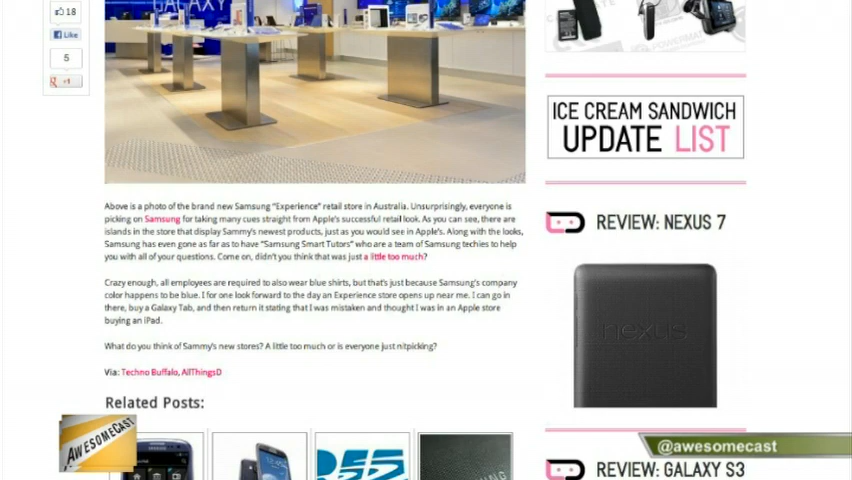 GALAXY
18
Like
5
+1
POWERMAT
ICE CREAM SANDWICH
UPDATE LIST
Above is a photo of the brand new Samsung "Experience" retail store in Australia. Unsurprisingly, everyone is
picking on Samsung for taking many cues straight from Apple's successful retail look. As you can see, there are
islands in the store that display Sammy's newest products, just as you would see in Apple's. Along with the looks,
Samsung has even gone as far as to have "Samsung Smart Tutors" who are a team of Samsung techies to help
you with all of your questions. Come on, didn't you think that was just a little too much?
Crazy enough, all employees are required to also wear blue shirts, but that's just because Samsung's company
color happens to be blue. I for one look forward to the day an Experience store opens up near me. I can go in
there, buy a Galaxy Tab, and then return it stating that I was mistaken and thought I was in an Apple store
buying an iPad.
What do you think of Sammy's new stores? A little too much or is everyone just nitpicking?
Via: Techno Buffalo, AllThingsD
Related Posts:
REVIEW: NEXUS 7
nexus
AWESOMECAST
@awesomecast
REVIEW: GALAXY S3